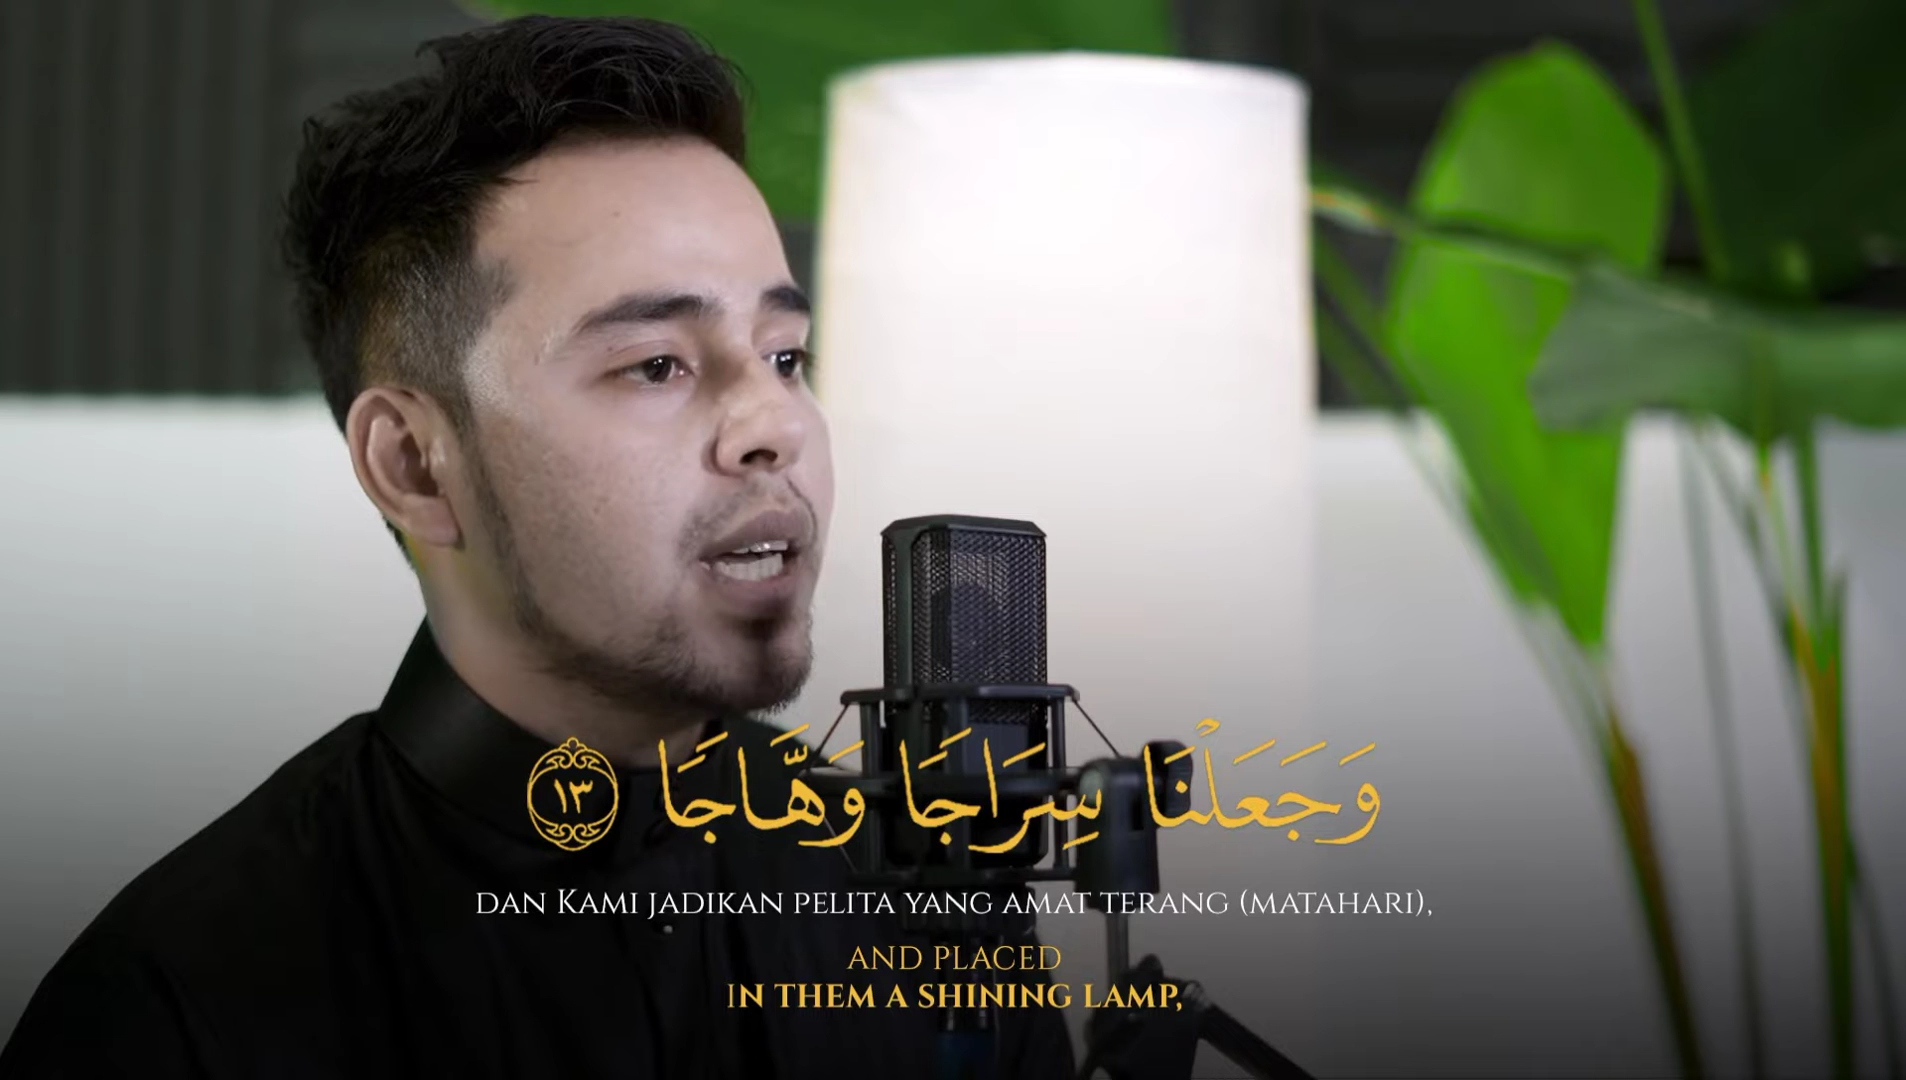 وَجَعَلْنَا سِرَاجًا وَهَّاجًا ١٣
DAN KAMI JADIKAN PELITA YANG AMAT TERANG (MATAHARI),
AND PLACED
IN THEM A SHINING LAMP,